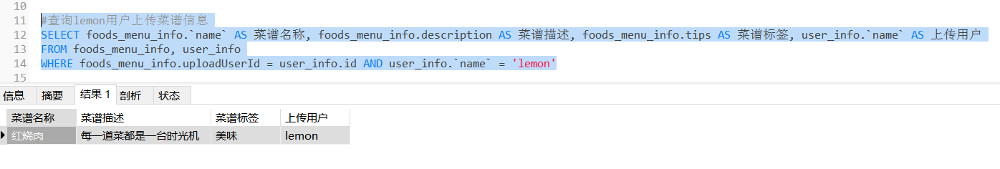 10
11 #查询lemon用户上传菜谱信息
12 SELECT foods_menu_info.`name` AS 菜谱名称, foods_menu_info.description AS 菜谱描述, foods_menu_info.tips AS 菜谱标签, user_info.`name` AS 上传用户
13 FROM foods_menu_info, user_info
14 WHERE foods_menu_info.uploadUserId = user_info.id AND user_info.`name` = 'lemon'
15
信息 摘要 结果 1 剖析 状态
菜谱名称 菜谱描述 菜谱标签 上传用户
红烧肉 每一道菜都是一台时光机 美味 lemon